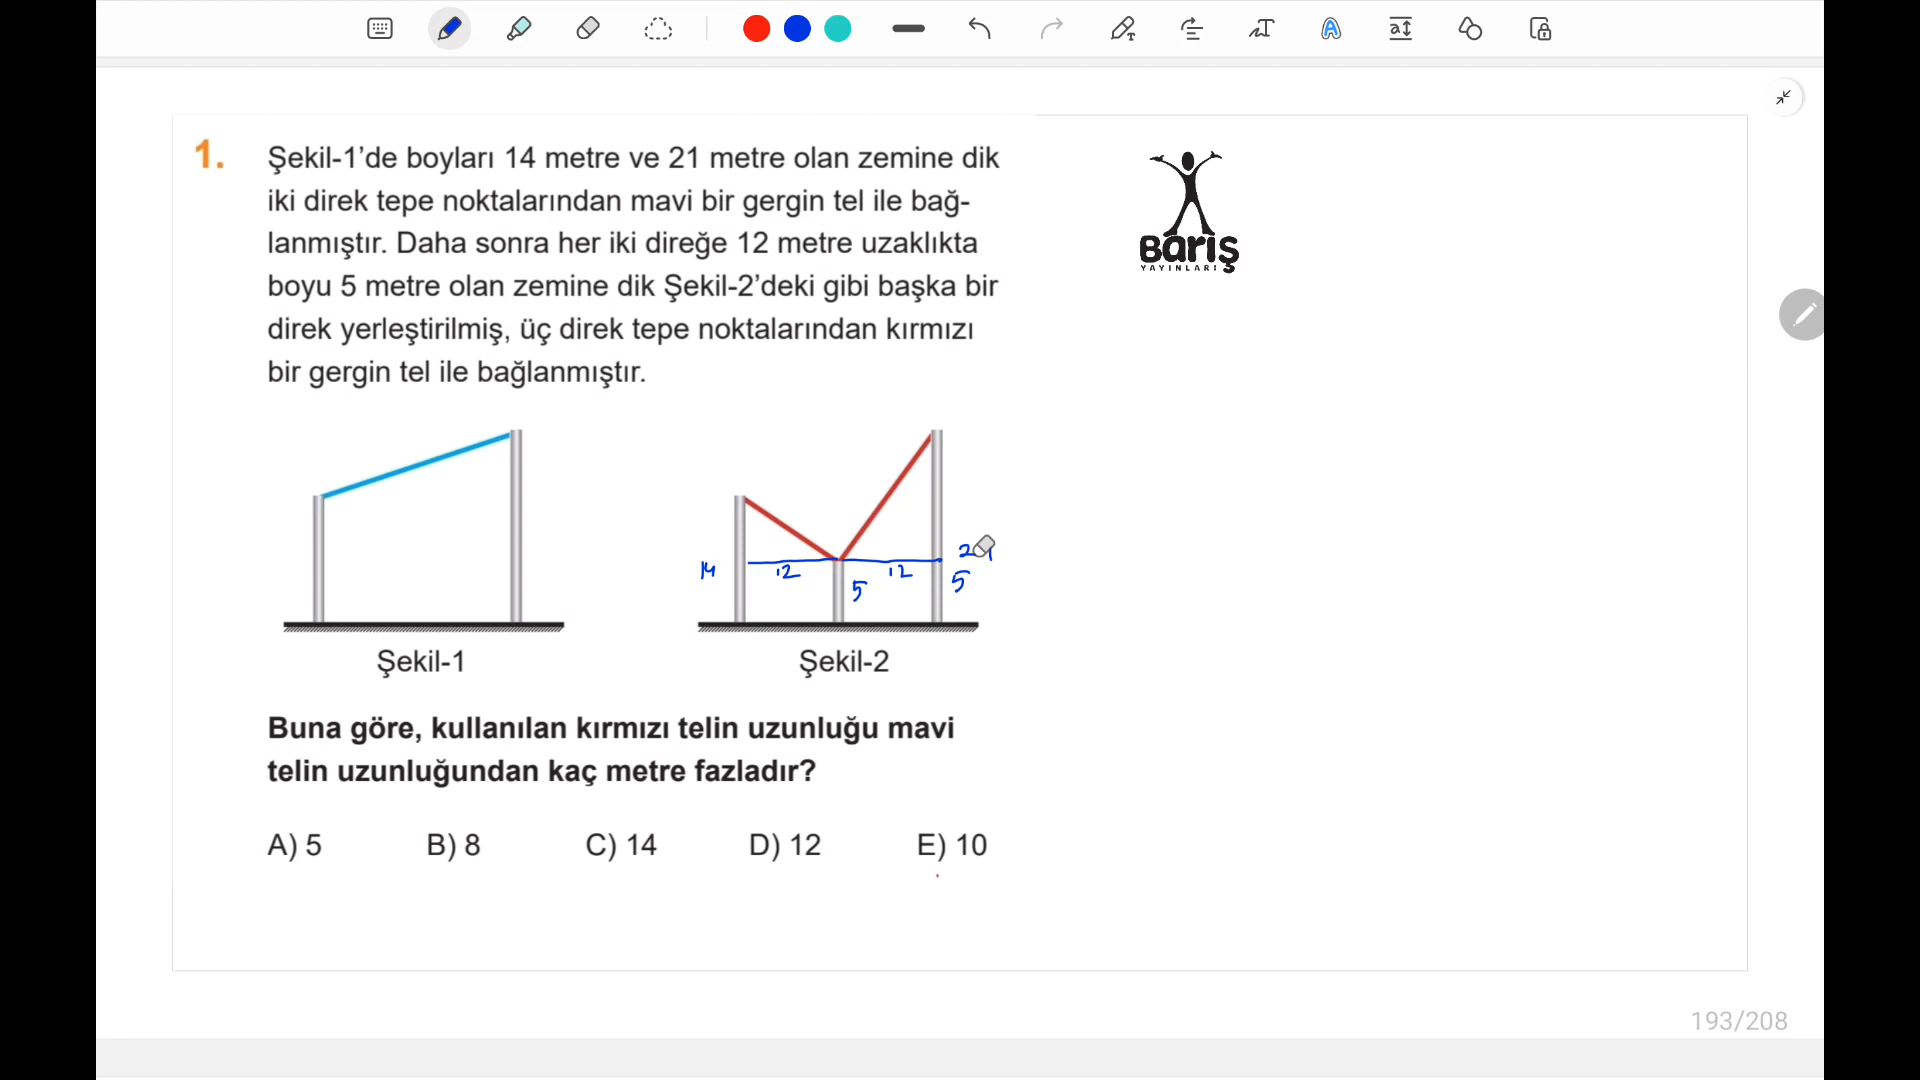 1. Şekil-1’de boyları 14 metre ve 21 metre olan zemine dik
iki direk tepe noktalarından mavi bir gergin tel ile bağ-
lanmıştır. Daha sonra her iki direğe 12 metre uzaklıkta
boyu 5 metre olan zemine dik Şekil-2’deki gibi başka bir
direk yerleştirilmiş, üç direk tepe noktalarından kırmızı
bir gergin tel ile bağlanmıştır.
Barış
YAYINLARI
14
12
5
12
5
Şekil-1
Şekil-2
Buna göre, kullanılan kırmızı telin uzunluğu mavi
telin uzunluğundan kaç metre fazladır?
A) 5 B) 8 C) 14 D) 12 E) 10
193/208